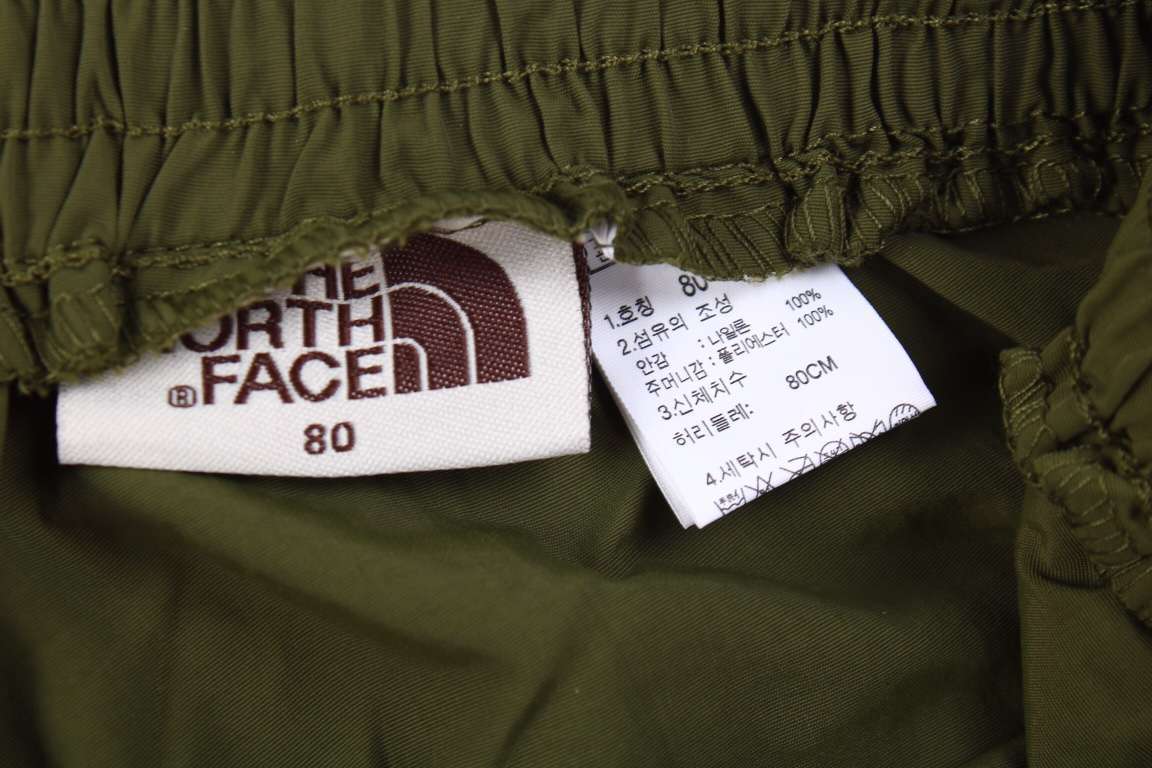 THE
NORTH
® FACE
80
1.호칭 80
2.섬유의 조성
안감 : 나일론 100%
주머니감 : 폴리에스터 100%
3.신체치수
허리둘레: 80CM
4.세탁시 주의사항